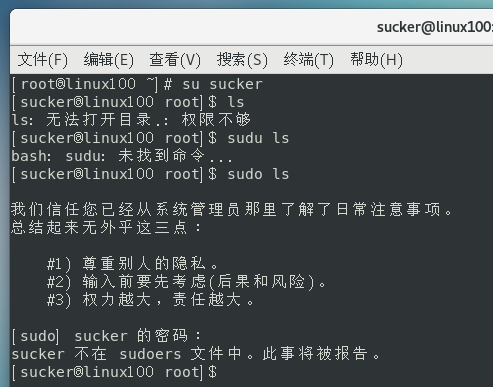 sucker@linux100:
文件(F) 编辑(E) 查看(V) 搜索(S) 终端(T) 帮助(H)
[root@linux100 ~]# su sucker
[sucker@linux100 root]$ ls
ls: 无法打开目录.: 权限不够
[sucker@linux100 root]$ sudu ls
bash: sudu: 未找到命令...
[sucker@linux100 root]$ sudo ls
我们信任您已经从系统管理员那里了解了日常注意事项。
总结起来无外乎这三点：
#1) 尊重别人的隐私。
#2) 输入前要先考虑(后果和风险)。
#3) 权力越大，责任越大。
[sudo] sucker 的密码：
sucker 不在 sudoers 文件中。此事将被报告。
[sucker@linux100 root]$